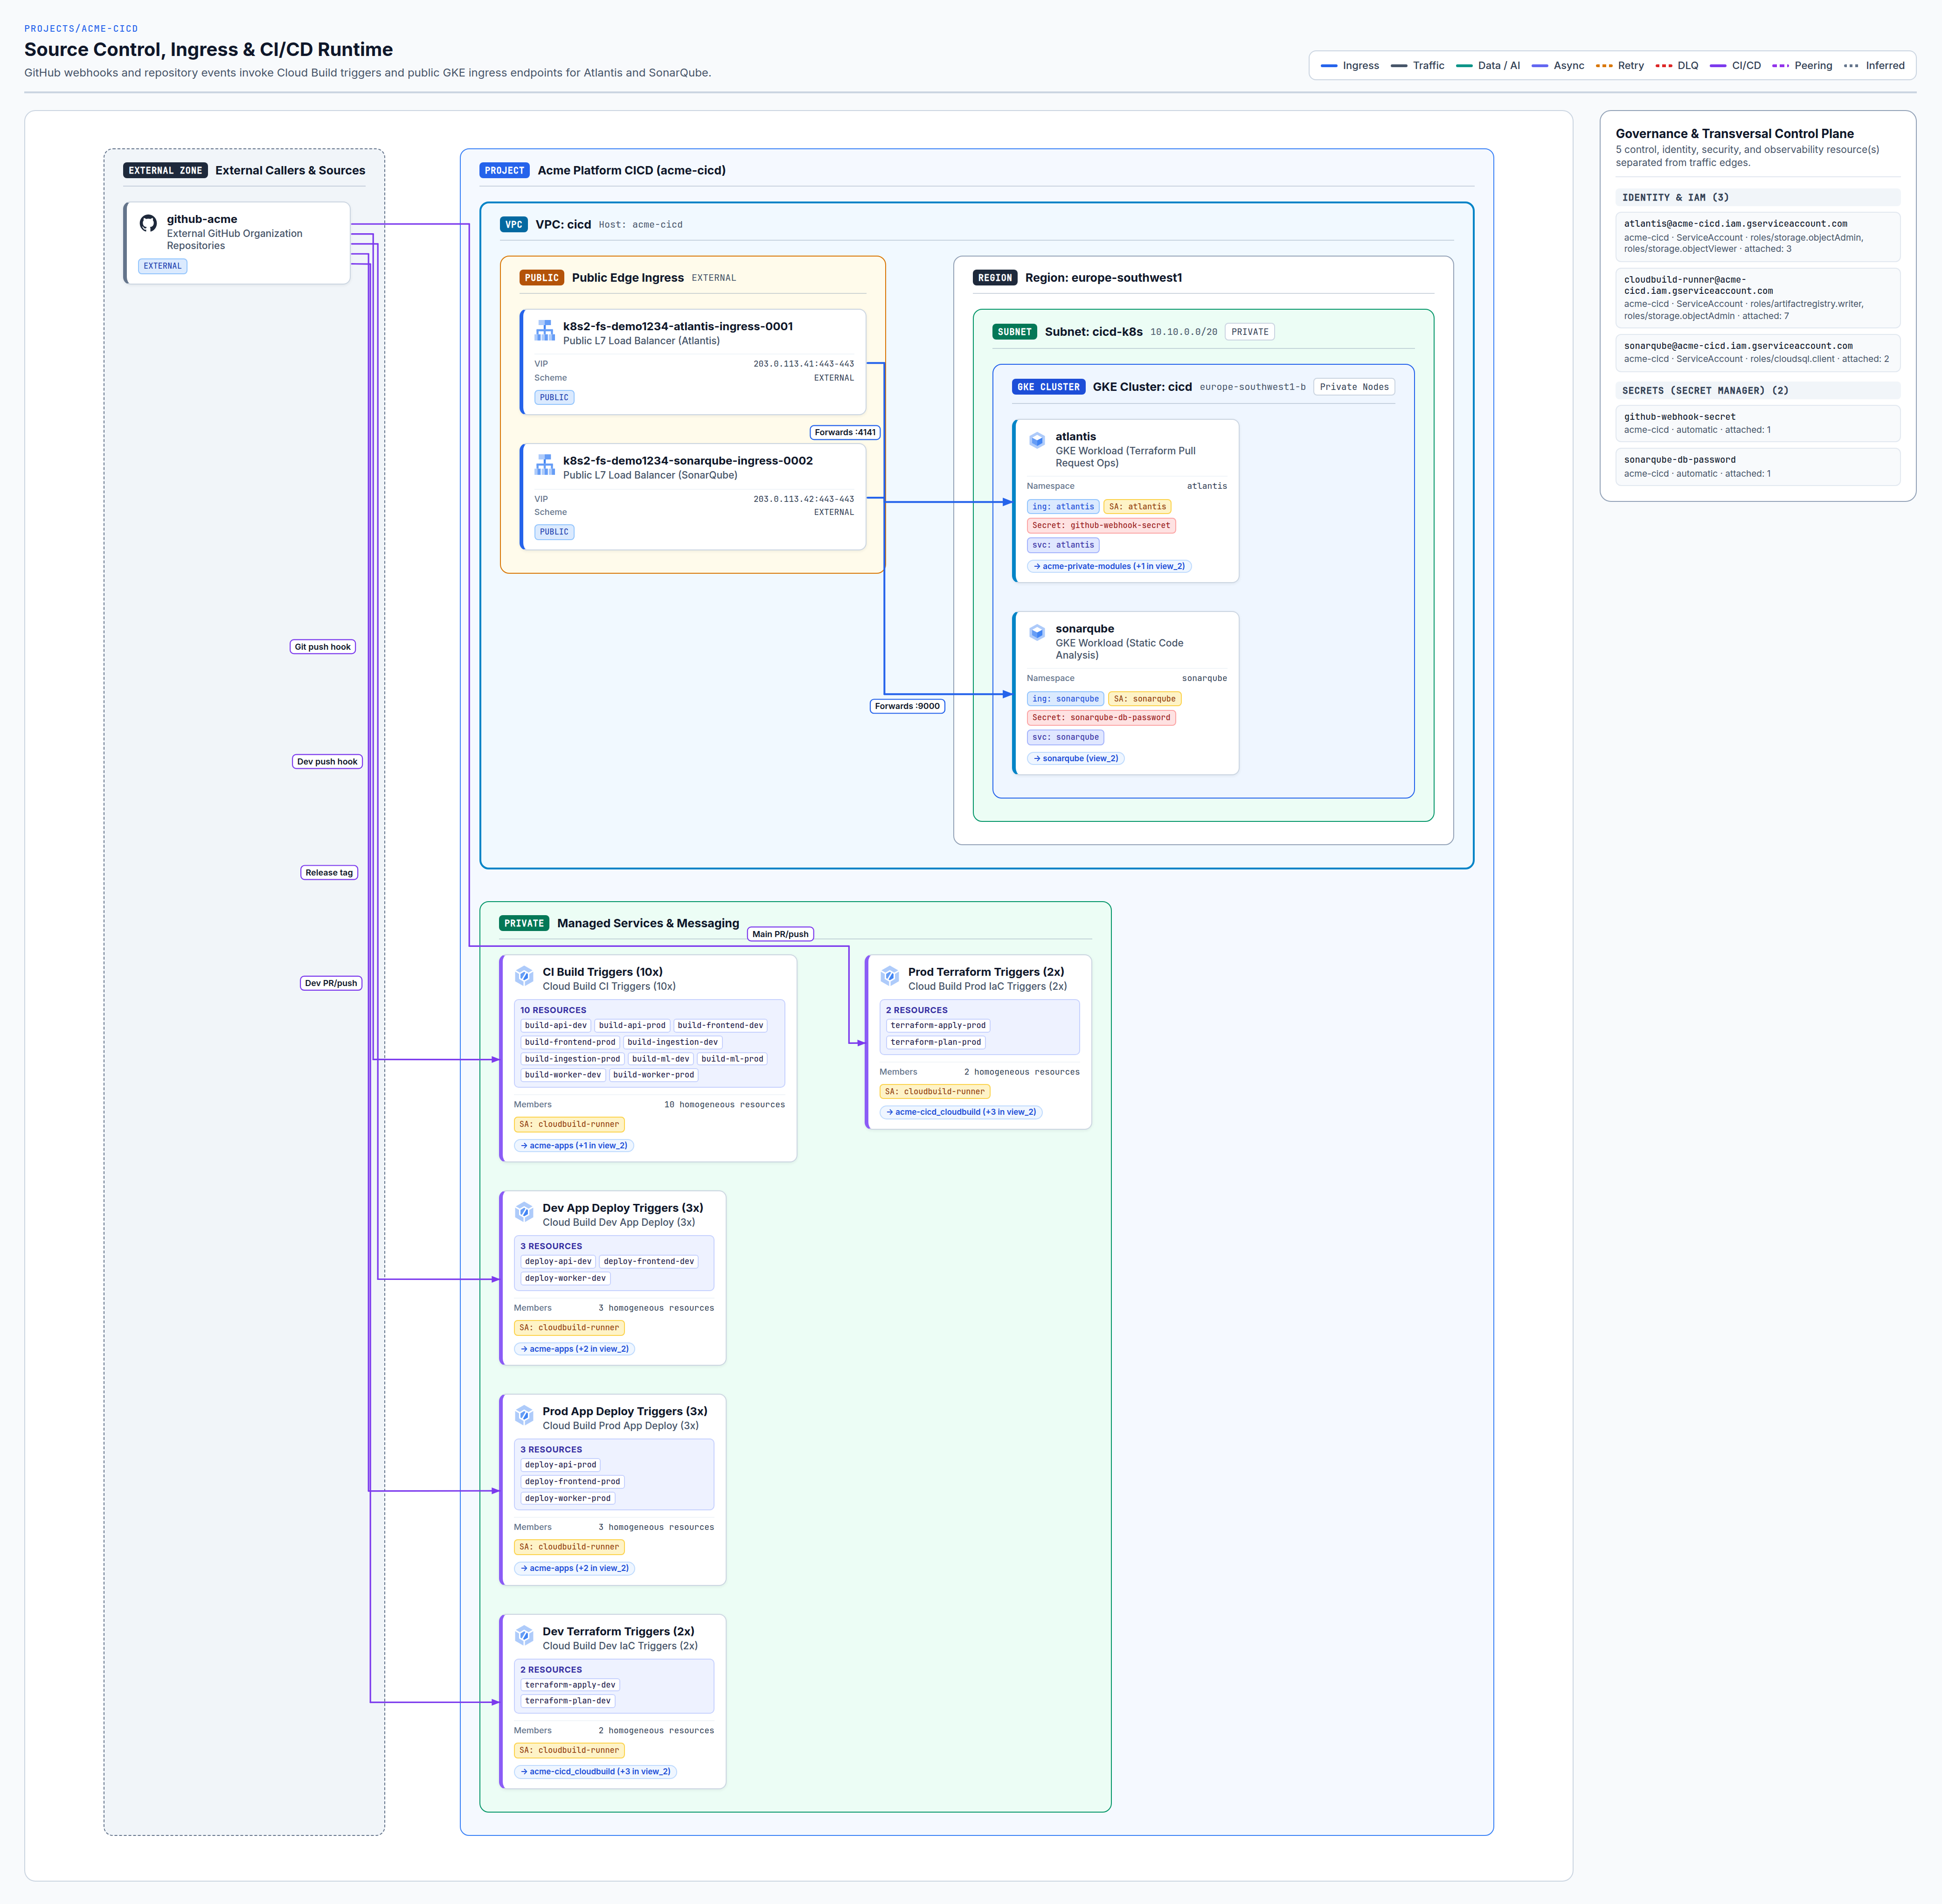 PROJECTS/ACME-CICD
Source Control, Ingress & CI/CD Runtime
GitHub webhooks and repository events invoke Cloud Build triggers and public GKE ingress endpoints for Atlantis and SonarQube.
Ingress
Traffic
Data / AI
Async
Retry
DLQ
CI/CD
Peering
Inferred
EXTERNAL ZONE External Callers & Sources
github-acme
External GitHub Organization
Repositories
EXTERNAL
Git push hook
Dev push hook
Release tag
Dev PR/push
PROJECT Acme Platform CICD (acme-cicd)
VPC VPC: cicd Host: acme-cicd
PUBLIC Public Edge Ingress EXTERNAL
k8s2-fs-demo1234-atlantis-ingress-0001
Public L7 Load Balancer (Atlantis)
VIP 203.0.113.41:443-443
Scheme EXTERNAL
PUBLIC
Forwards :4141
k8s2-fs-demo1234-sonarqube-ingress-0002
Public L7 Load Balancer (SonarQube)
VIP 203.0.113.42:443-443
Scheme EXTERNAL
PUBLIC
Forwards :9000
REGION Region: europe-southwest1
SUBNET Subnet: cicd-k8s 10.10.0.0/20 PRIVATE
GKE CLUSTER GKE Cluster: cicd europe-southwest1-b Private Nodes
atlantis
GKE Workload (Terraform Pull
Request Ops)
Namespace atlantis
ing: atlantis SA: atlantis
Secret: github-webhook-secret
svc: atlantis
→ acme-private-modules (+1 in view_2)
sonarqube
GKE Workload (Static Code
Analysis)
Namespace sonarqube
ing: sonarqube SA: sonarqube
Secret: sonarqube-db-password
svc: sonarqube
→ sonarqube (view_2)
PRIVATE Managed Services & Messaging
Main PR/push
CI Build Triggers (10x)
Cloud Build CI Triggers (10x)
10 RESOURCES
build-api-dev build-api-prod build-frontend-dev
build-frontend-prod build-ingestion-dev
build-ingestion-prod build-ml-dev build-ml-prod
build-worker-dev build-worker-prod
Members 10 homogeneous resources
SA: cloudbuild-runner
→ acme-apps (+1 in view_2)
Prod Terraform Triggers (2x)
Cloud Build Prod IaC Triggers (2x)
2 RESOURCES
terraform-apply-prod
terraform-plan-prod
Members 2 homogeneous resources
SA: cloudbuild-runner
→ acme-cicd_cloudbuild (+3 in view_2)
Dev App Deploy Triggers (3x)
Cloud Build Dev App Deploy (3x)
3 RESOURCES
deploy-api-dev deploy-frontend-dev
deploy-worker-dev
Members 3 homogeneous resources
SA: cloudbuild-runner
→ acme-apps (+2 in view_2)
Prod App Deploy Triggers (3x)
Cloud Build Prod App Deploy (3x)
3 RESOURCES
deploy-api-prod
deploy-frontend-prod
deploy-worker-prod
Members 3 homogeneous resources
SA: cloudbuild-runner
→ acme-apps (+2 in view_2)
Dev Terraform Triggers (2x)
Cloud Build Dev IaC Triggers (2x)
2 RESOURCES
terraform-apply-dev
terraform-plan-dev
Members 2 homogeneous resources
SA: cloudbuild-runner
→ acme-cicd_cloudbuild (+3 in view_2)
Governance & Transversal Control Plane
5 control, identity, security, and observability resource(s)
separated from traffic edges.
IDENTITY & IAM (3)
atlantis@acme-cicd.iam.gserviceaccount.com
acme-cicd · ServiceAccount · roles/storage.objectAdmin,
roles/storage.objectViewer · attached: 3
cloudbuild-runner@acme-
cicd.iam.gserviceaccount.com
acme-cicd · ServiceAccount · roles/artifactregistry.writer,
roles/storage.objectAdmin · attached: 7
sonarqube@acme-cicd.iam.gserviceaccount.com
acme-cicd · ServiceAccount · roles/cloudsql.client · attached: 2
SECRETS (SECRET MANAGER) (2)
github-webhook-secret
acme-cicd · automatic · attached: 1
sonarqube-db-password
acme-cicd · automatic · attached: 1